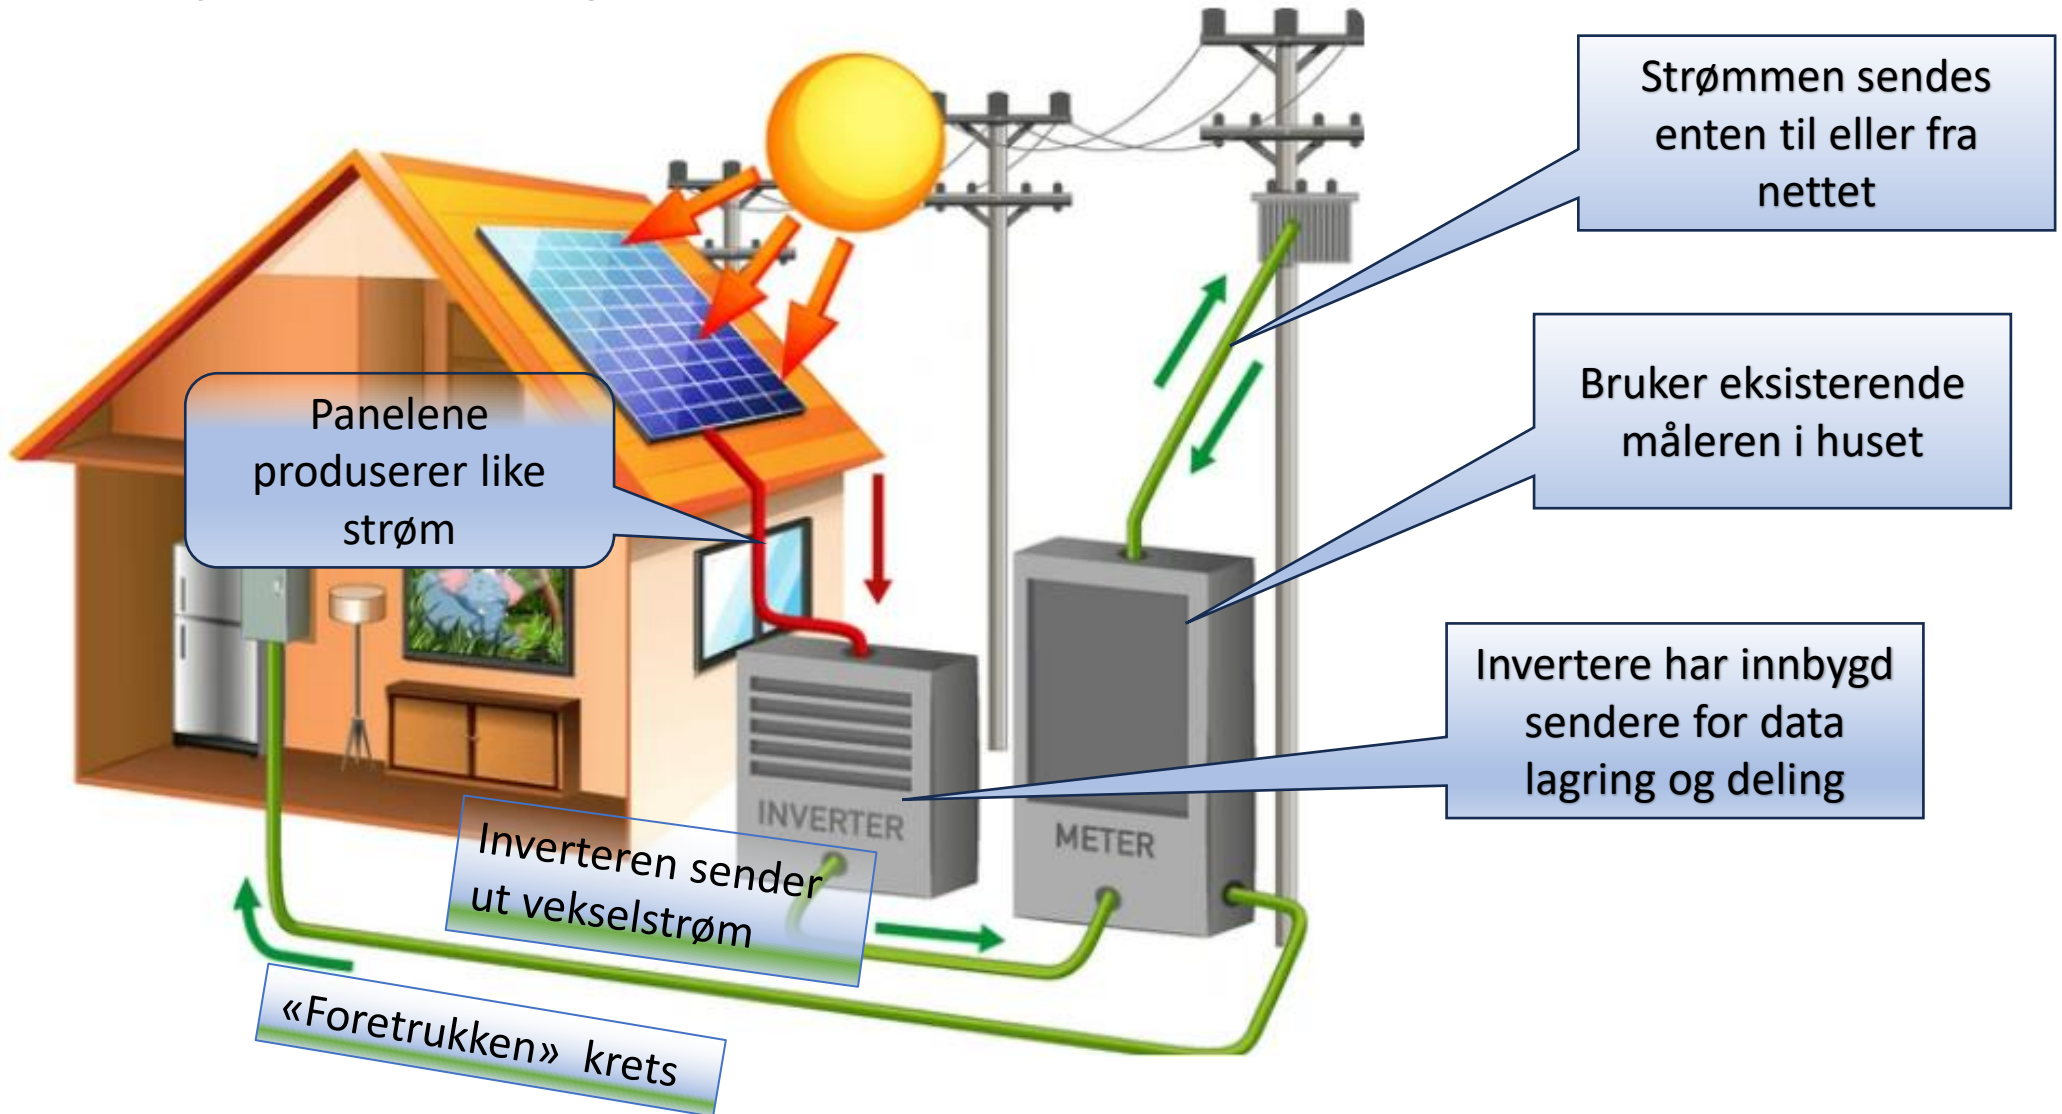 Strømmen sendes
enten til eller fra
nettet
Bruker eksisterende
måleren i huset
Panelene
produserer like
strøm
Invertere har innbygd
sendere for data
lagring og deling
INVERTER
METER
Inverteren sender
ut vekselstrøm
«Foretrukken» krets